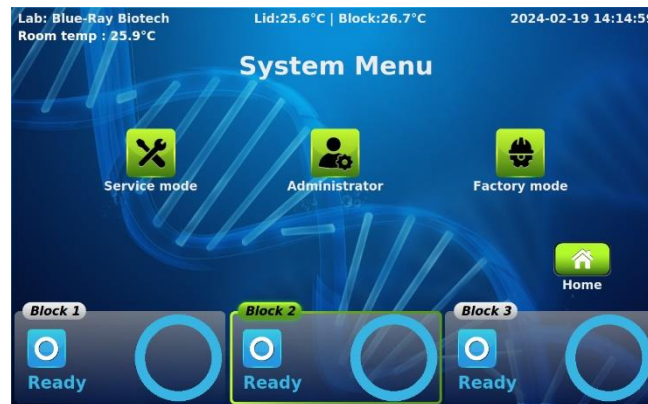 Lab: Blue-Ray Biotech
Lid:25.6°C | Block:26.7°C
2024-02-19 14:14:59
Room temp : 25.9°C
System Menu
Service mode
Administrator
Factory mode
Home
Block 1
Block 2
Block 3
Ready
Ready
Ready